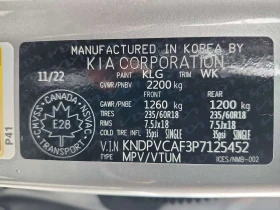 MANUFACTURED IN KOREA BY
KIA CORPORATION
11/22 PAINT KLG TRIM WK
GVWR/PNBV 2200 kg
GAWR/PNBE 1260 kg 1200 kg
TIRES 235/60R18 235/60R18
RIMS 7.5Jx18 7.5Jx18
COLD TIRE INFL 35psi SINGLE 35psi SINGLE
V.I.N KNDPVCAF3P7125452
TYPE MPV/VTUM
ICES/NMB-002
CANADA
CMVSS
NSVAC
E28
TRANSPORT
P41